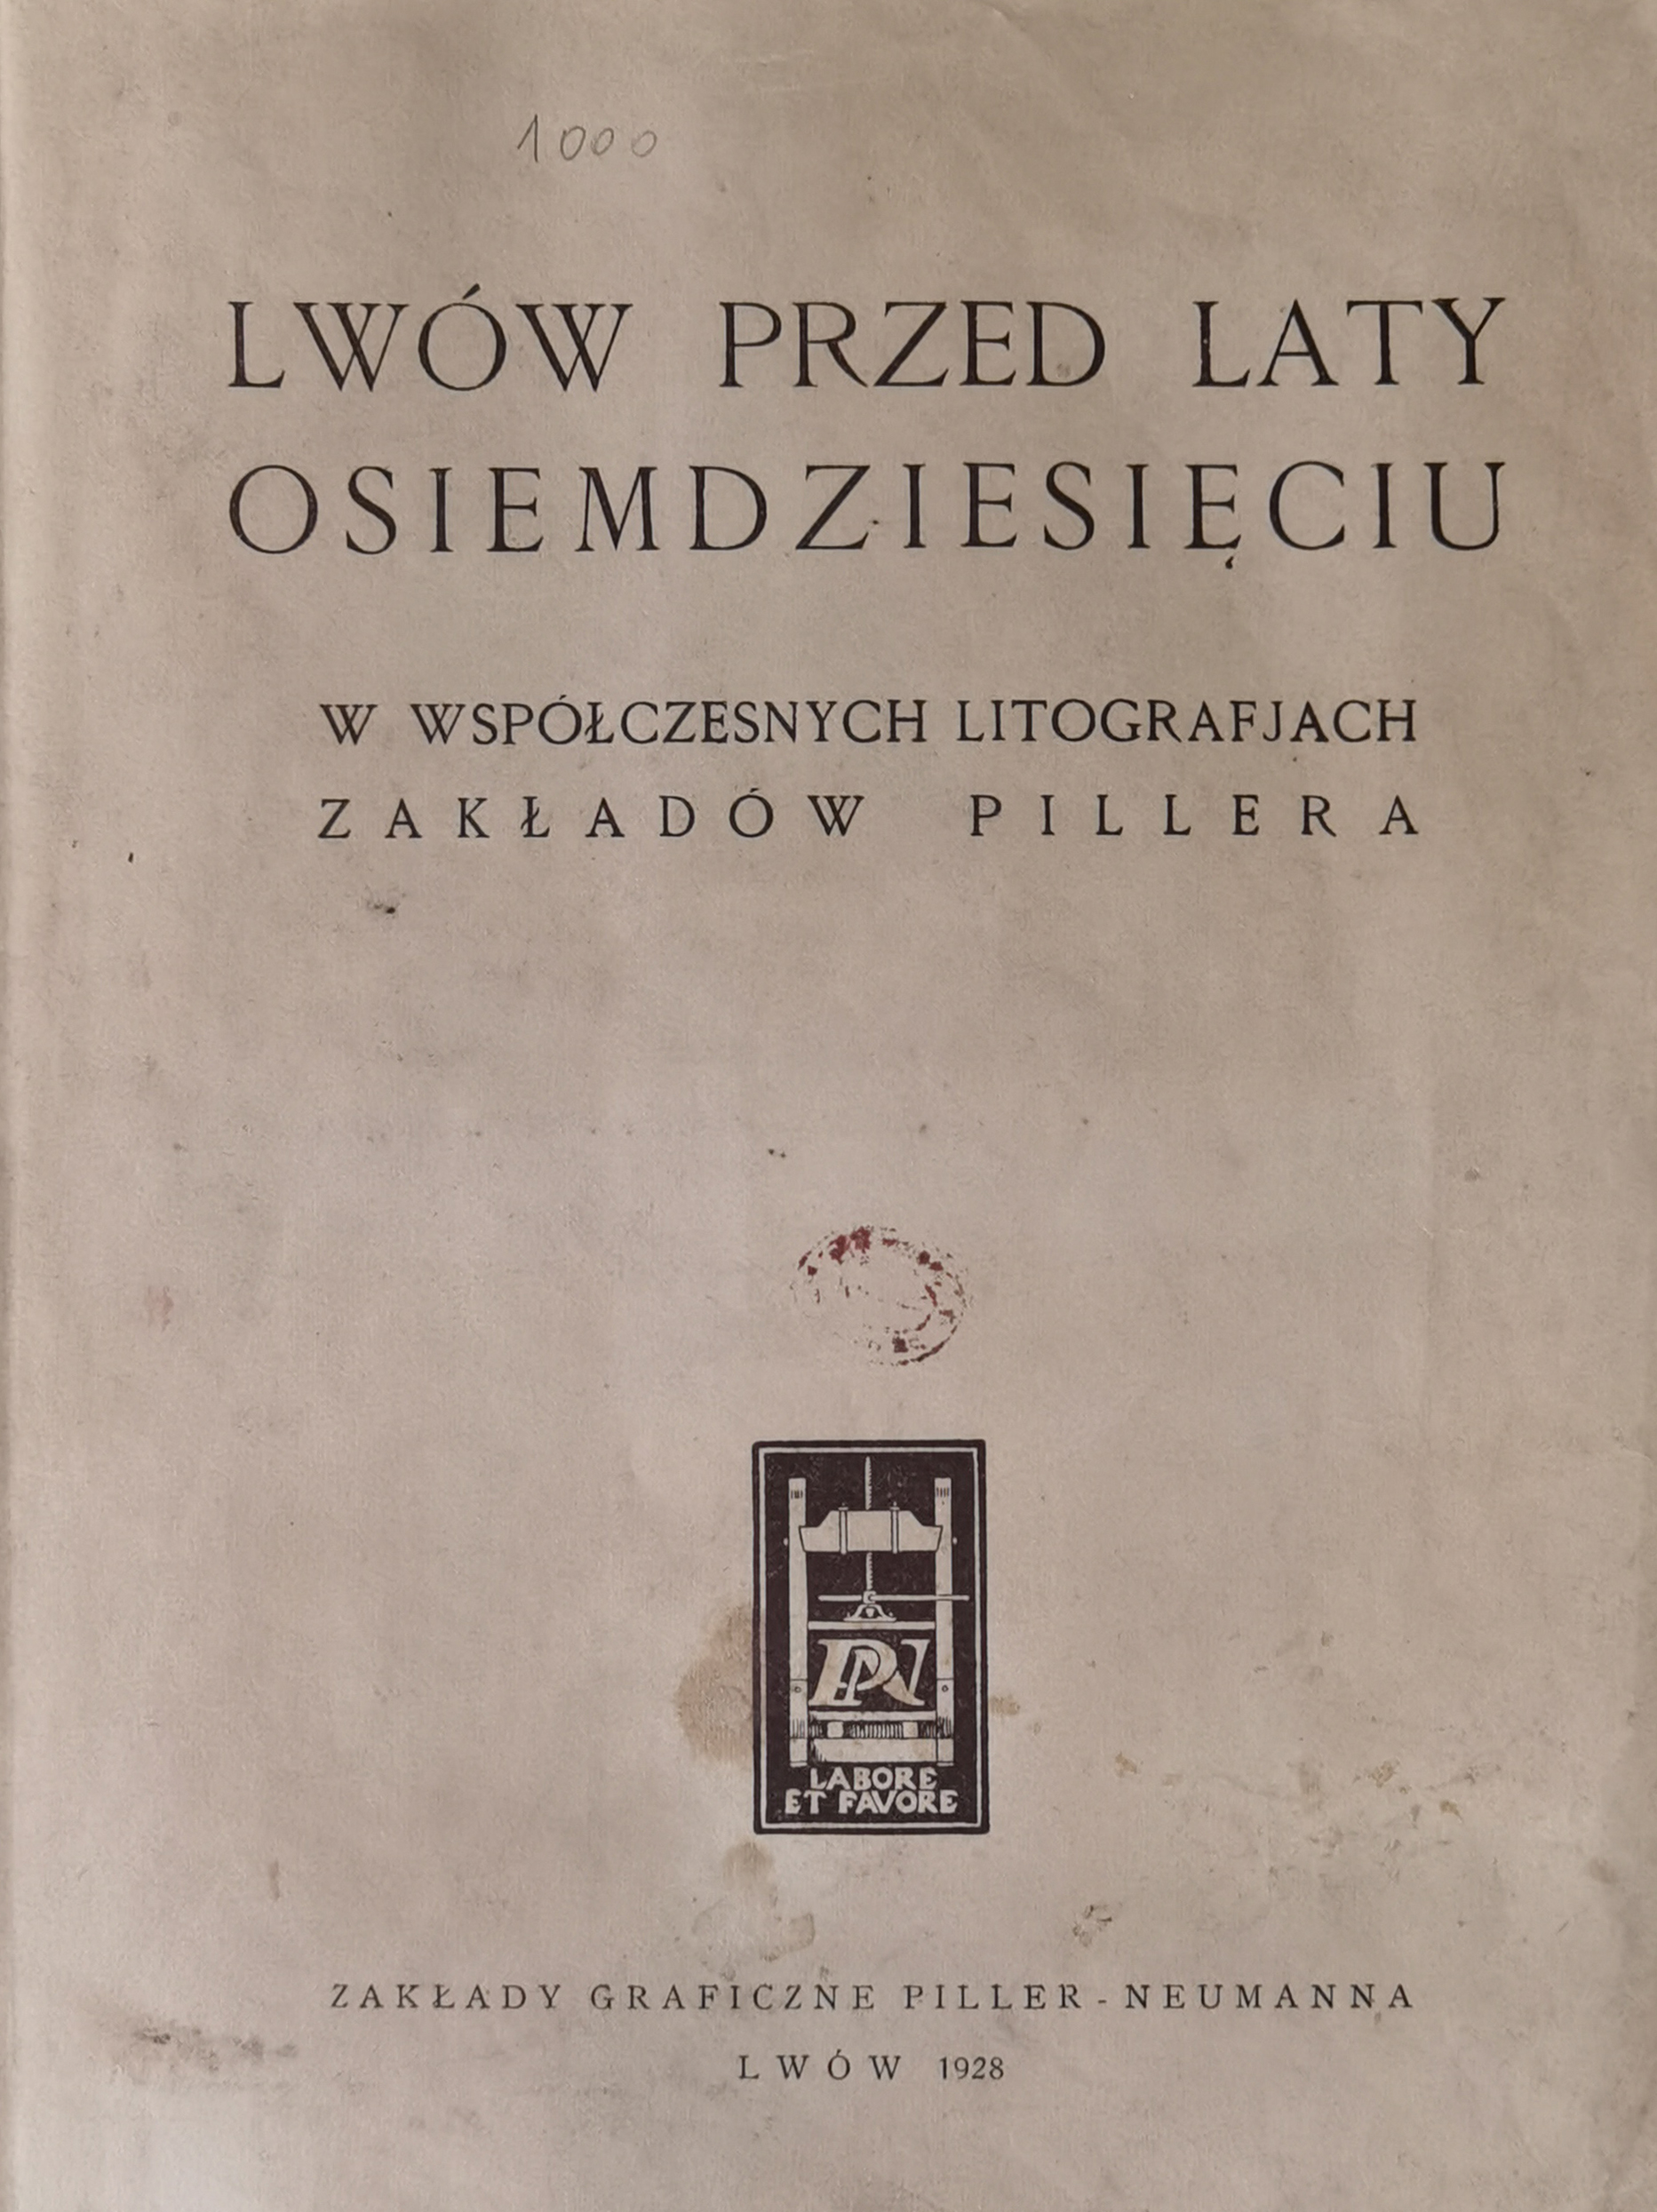 1000
LWÓW PRZED LATY
OSIEMDZIESIĘCIU
W WSPÓŁCZESNYCH LITOGRAFJACH
ZAKŁADÓW PILLERA
PN
LABORE
ET FAVORE
ZAKŁADY GRAFICZNE PILLER-NEUMANNA
LWÓW 1928